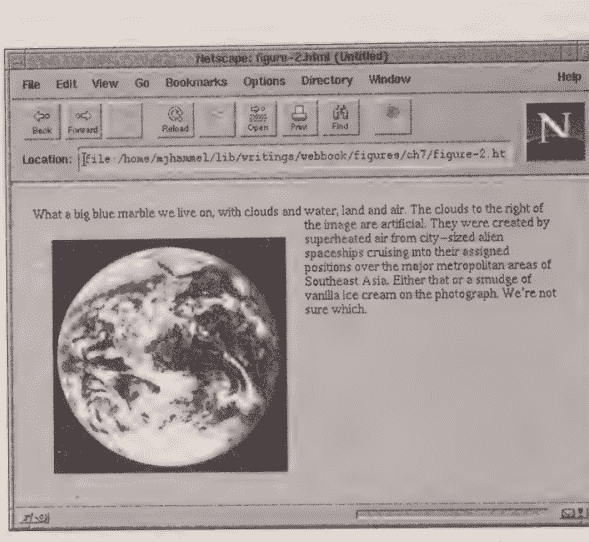 Netscape: figure-2.html (Untitled)
File Edit View Go Bookmarks Options Directory Window Help
Back Forward Reload Open Print Find
N
Location: file:/home/mjhammel/lib/writings/webbook/figures/ch7/figure-2.ht
What a big blue marble we live on, with clouds and water, land and air. The clouds to the right of
the image are artificial. They were created by
superheated air from city-sized alien
spaceships cruising into their assigned
positions over the major metropolitan areas of
Southeast Asia. Either that or a smudge of
vanilla ice cream on the photograph. We're not
sure which.